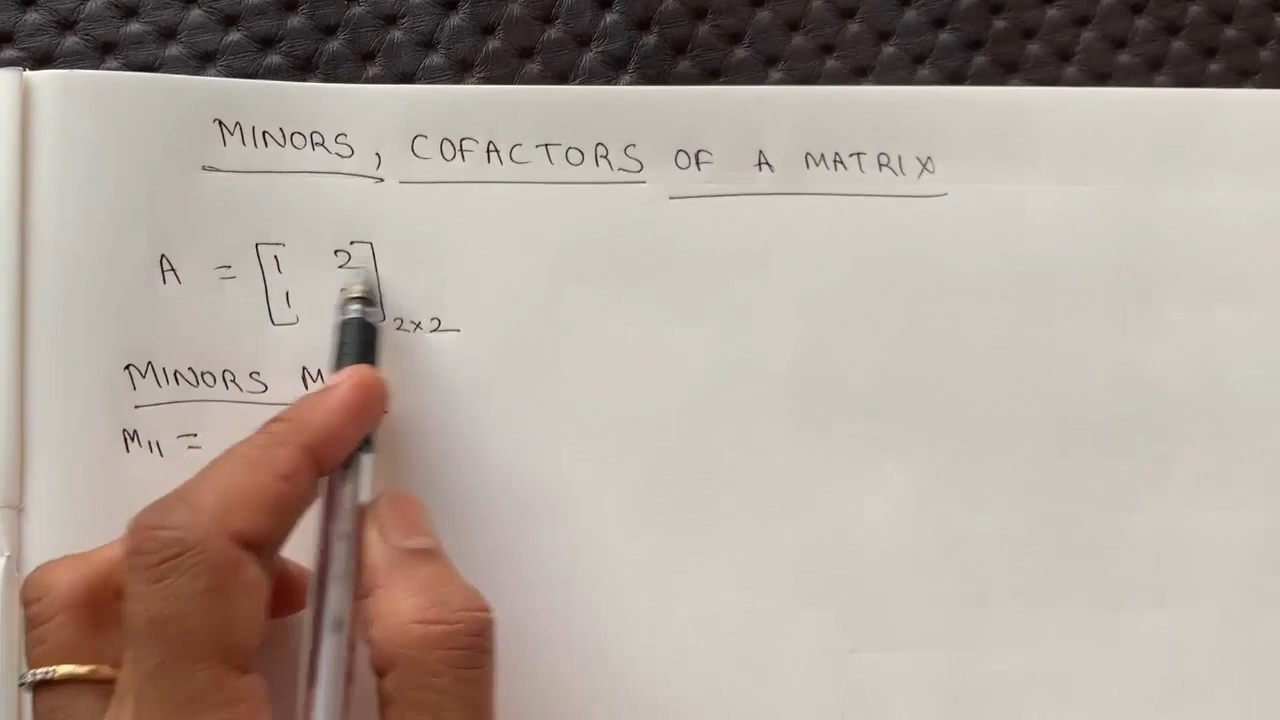 MINORS, COFACTORS OF A MATRIX
A = [1 2
1 ]2×2
MINORS M
M11 =